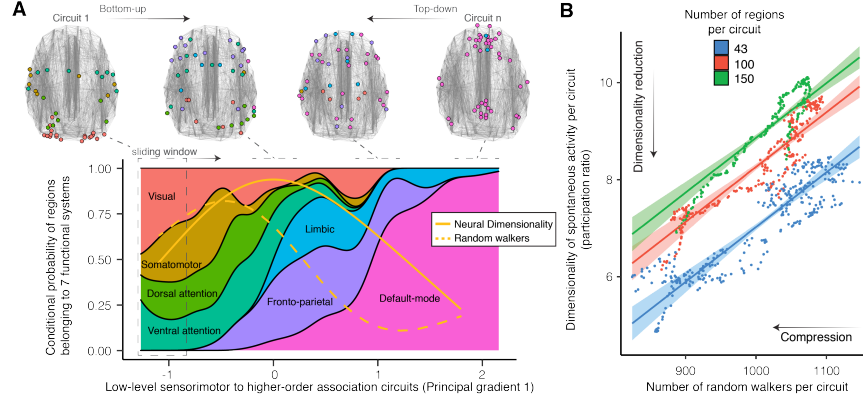 A
Bottom-up
Top-down
Circuit 1
Circuit n
sliding window
Conditional probability of regions
belonging to 7 functional systems
1.00
0.75
0.50
0.25
0.00
Visual
Somatomotor
Dorsal attention
Ventral attention
Limbic
Fronto-parietal
Default-mode
Neural Dimensionality
Random walkers
-1
0
1
2
Low-level sensorimotor to higher-order association circuits (Principal gradient 1)
B
Number of regions
per circuit
43
100
150
Dimensionality of spontaneous activity per circuit
(participation ratio)
10
8
6
Dimensionality reduction
Compression
900
1000
1100
Number of random walkers per circuit